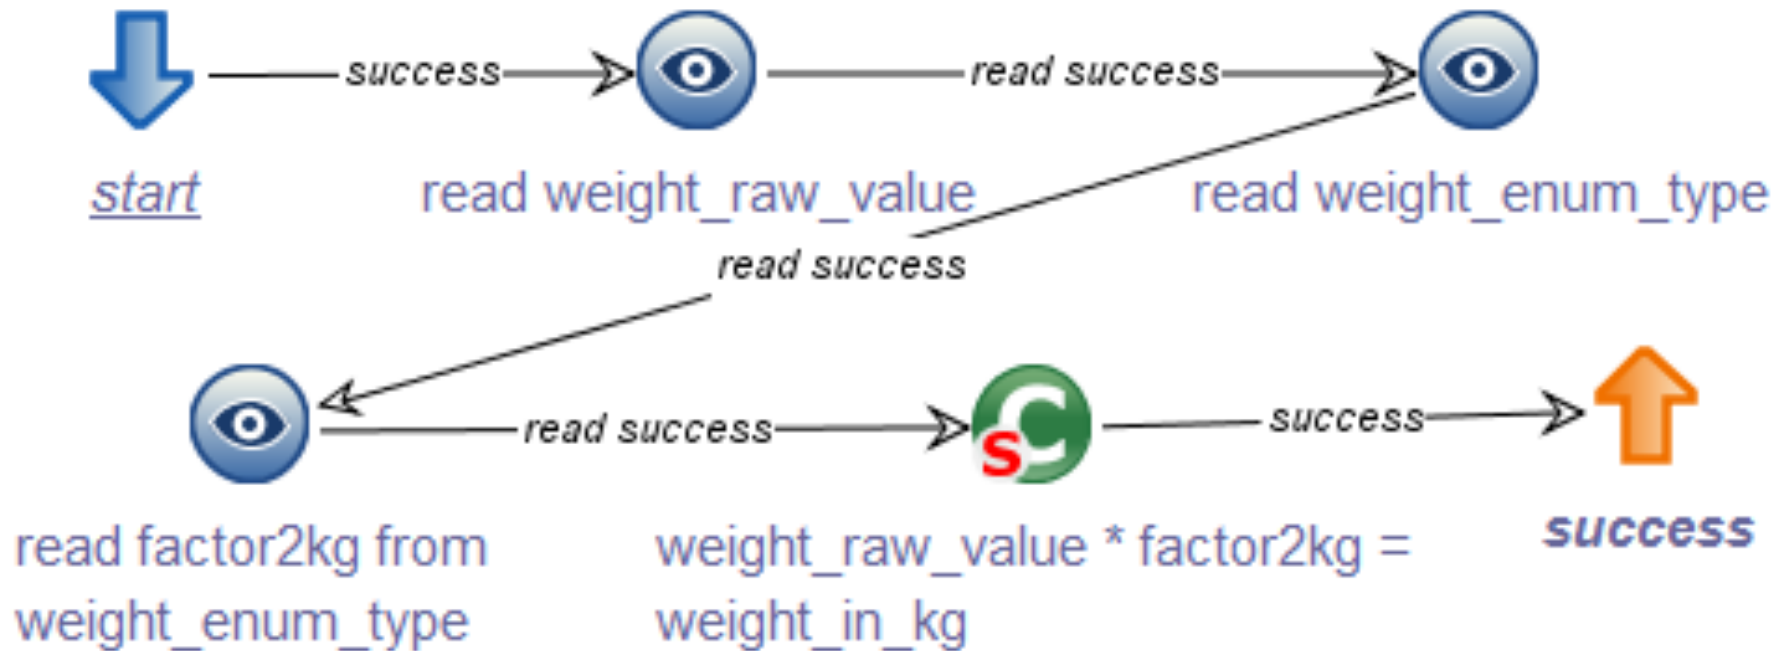 success
read success
start
read weight_raw_value
read weight_enum_type
read success
read success
success
read factor2kg from
weight_enum_type
weight_raw_value * factor2kg =
weight_in_kg
success
C
s